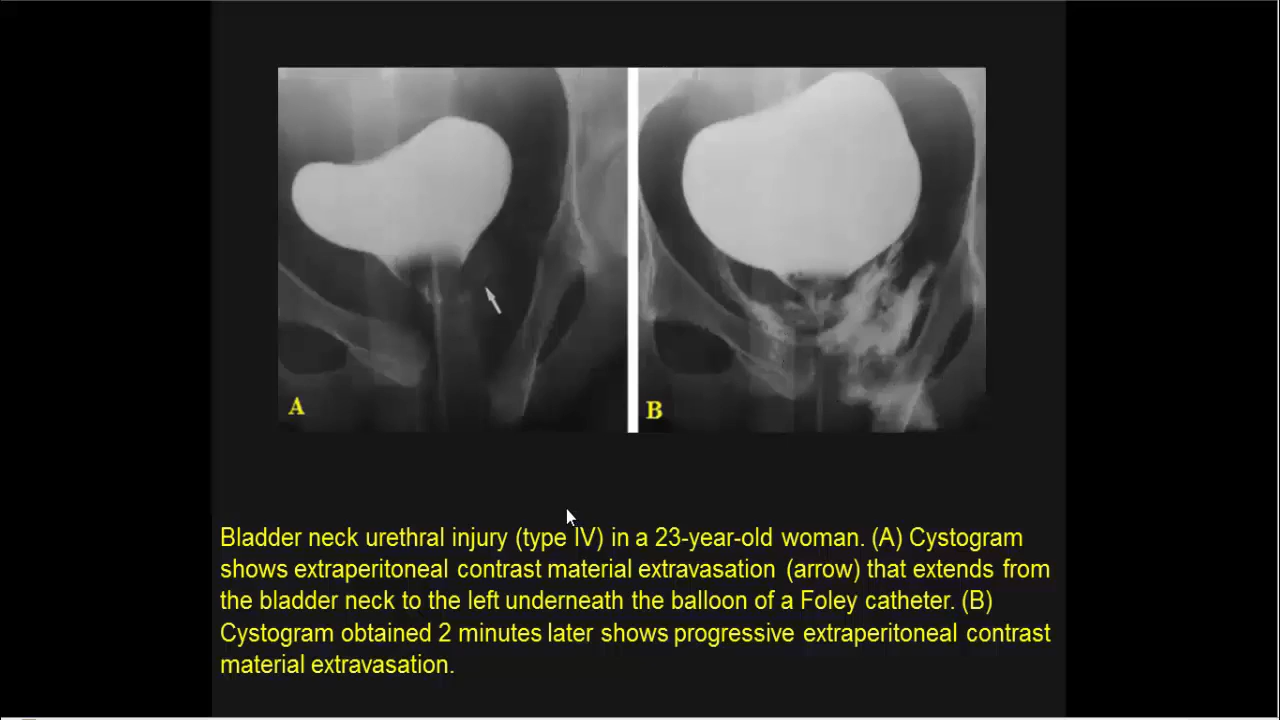 A
B
Bladder neck urethral injury (type IV) in a 23-year-old woman. (A) Cystogram
shows extraperitoneal contrast material extravasation (arrow) that extends from
the bladder neck to the left underneath the balloon of a Foley catheter. (B)
Cystogram obtained 2 minutes later shows progressive extraperitoneal contrast
material extravasation.